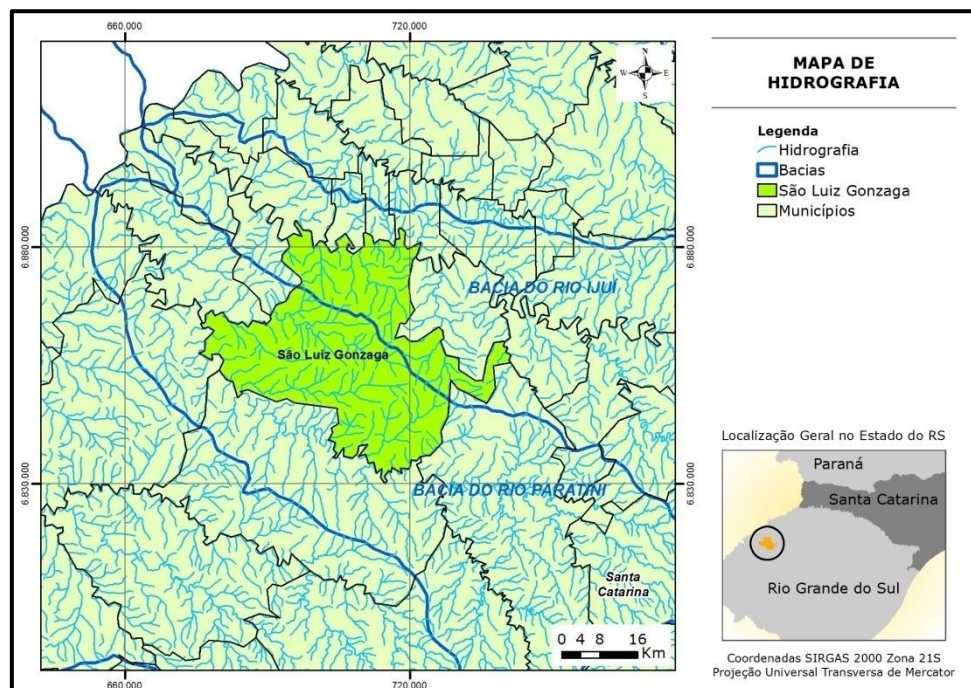 660.000
720.000
6.880.000
6.830.000
N
W E
S
BACIA DO RIO IJUÍ
São Luiz Gonzaga
BACIA DO RIO PARATINI
Santa
Catarina
0 4 8 16
Km
6.880.000
6.830.000
660.000
720.000
MAPA DE
HIDROGRAFIA
Legenda
Hidrografia
Bacias
São Luiz Gonzaga
Municípios
Localização Geral no Estado do RS
Paraná
Santa Catarina
Rio Grande do Sul
Coordenadas SIRGAS 2000 Zona 21S
Projeção Universal Transversa de Mercator